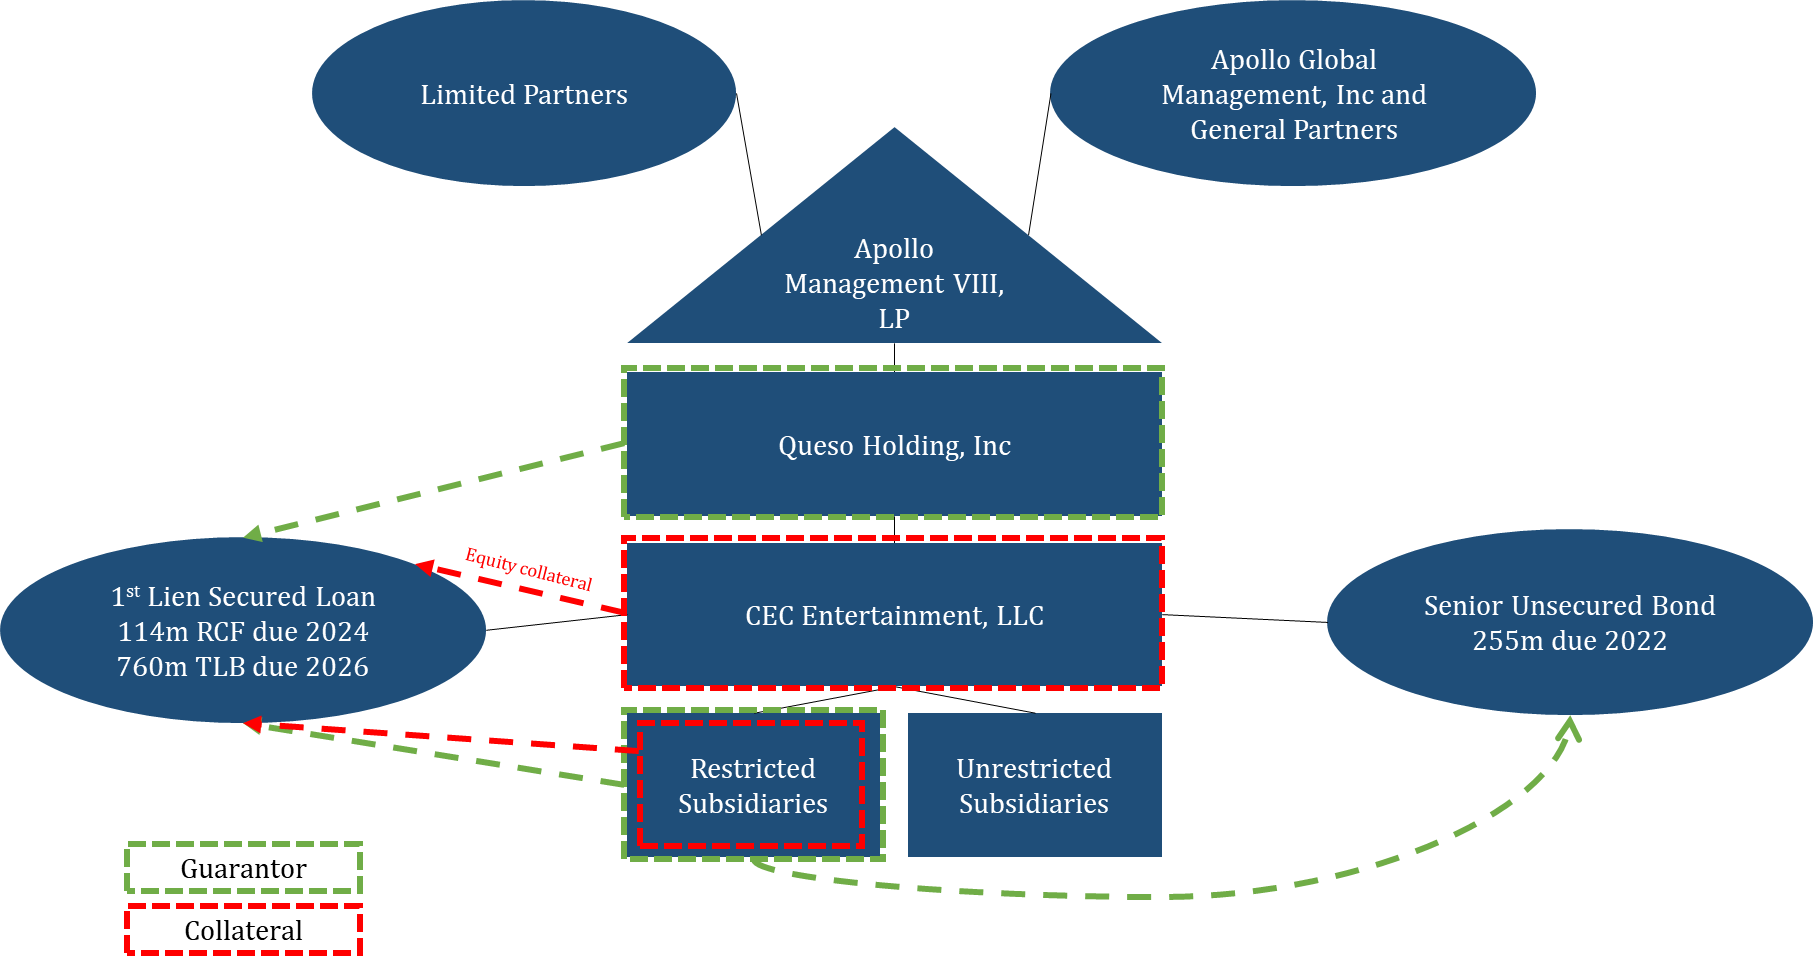 Limited Partners
Apollo Global
Management, Inc and
General Partners
Apollo
Management VIII,
LP
Queso Holding, Inc
Equity collateral
1st Lien Secured Loan
114m RCF due 2024
760m TLB due 2026
CEC Entertainment, LLC
Senior Unsecured Bond
255m due 2022
Restricted
Subsidiaries
Unrestricted
Subsidiaries
Guarantor
Collateral